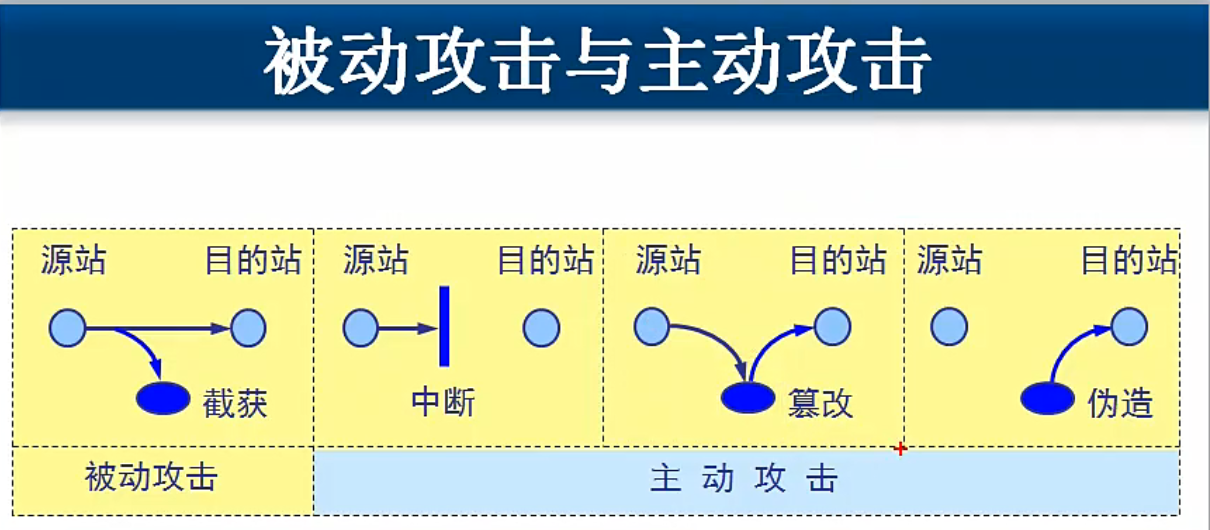 被动攻击与主动攻击
源站 目的站 源站 目的站 源站 目的站 源站 目的站
截获 中断 篡改 伪造
被动攻击 主 动 攻 击